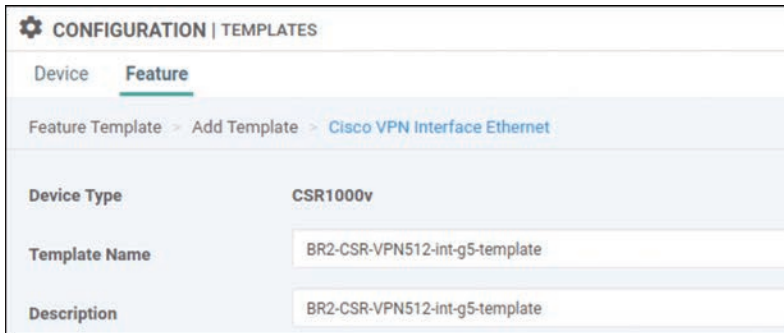 CONFIGURATION | TEMPLATES
Device Feature
Feature Template > Add Template > Cisco VPN Interface Ethernet
Device Type CSR1000v
Template Name BR2-CSR-VPN512-int-g5-template
Description BR2-CSR-VPN512-int-g5-template